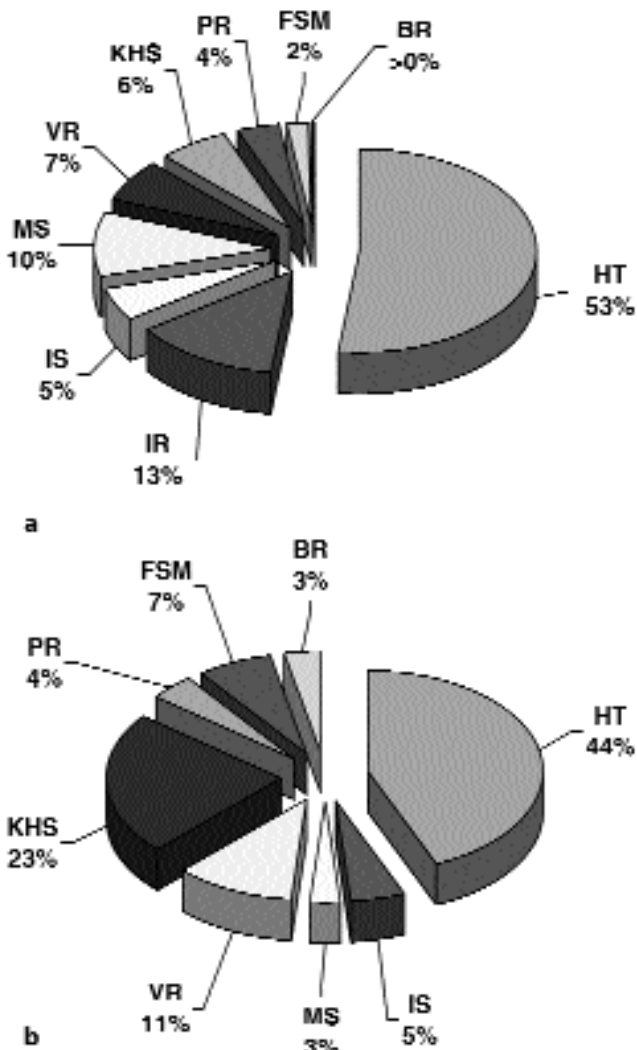 FSM
2%
BR
>0%
PR
4%
KHS
6%
VR
7%
MS
10%
HT
53%
IS
5%
IR
13%
a
BR
3%
FSM
7%
PR
4%
HT
44%
KHS
23%
VR
11%
MS
3%
IS
5%
b